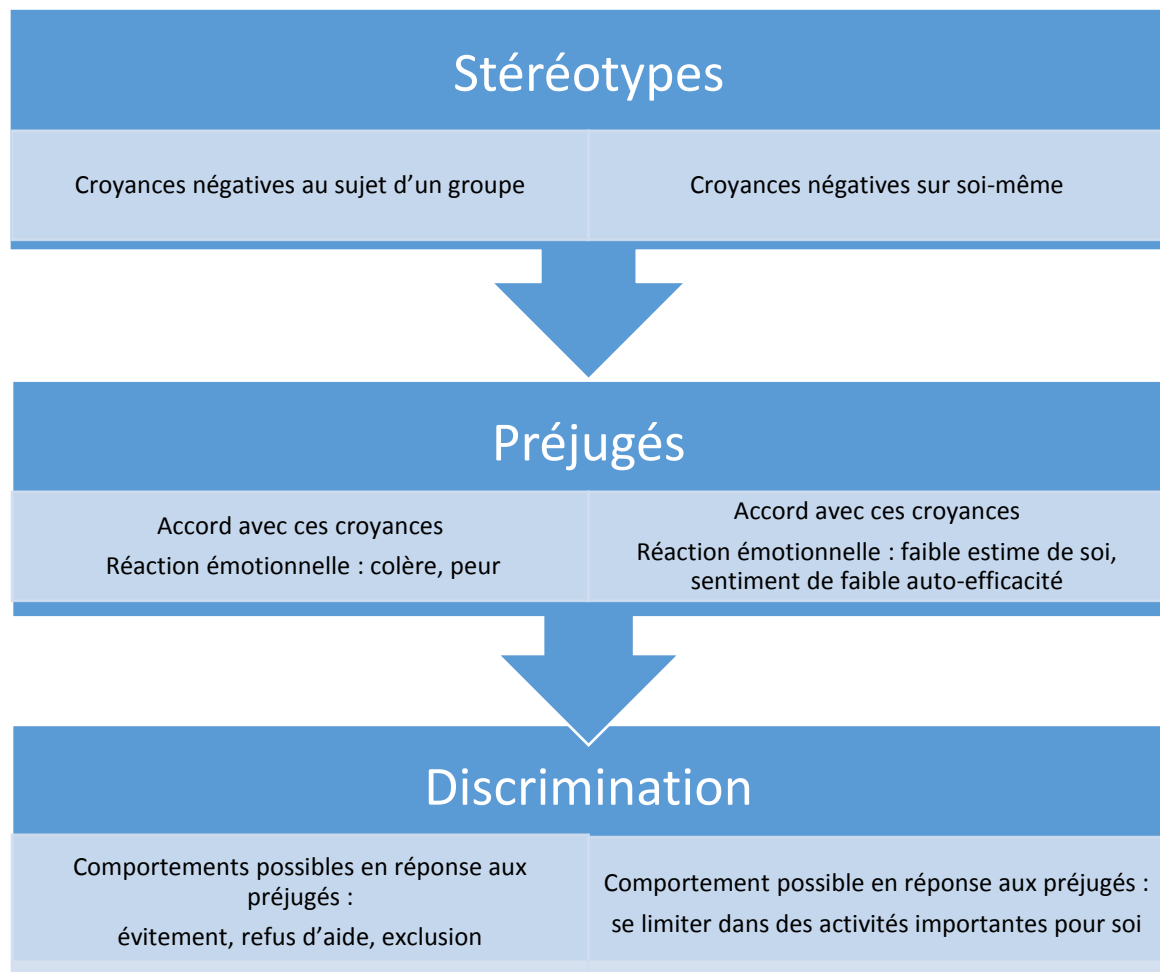 Stéréotypes
Croyances négatives au sujet d’un groupe
Croyances négatives sur soi-même
Préjugés
Accord avec ces croyances
Réaction émotionnelle : colère, peur
Accord avec ces croyances
Réaction émotionnelle : faible estime de soi,
sentiment de faible auto-efficacité
Discrimination
Comportements possibles en réponse aux
préjugés :
évitement, refus d’aide, exclusion
Comportement possible en réponse aux préjugés :
se limiter dans des activités importantes pour soi